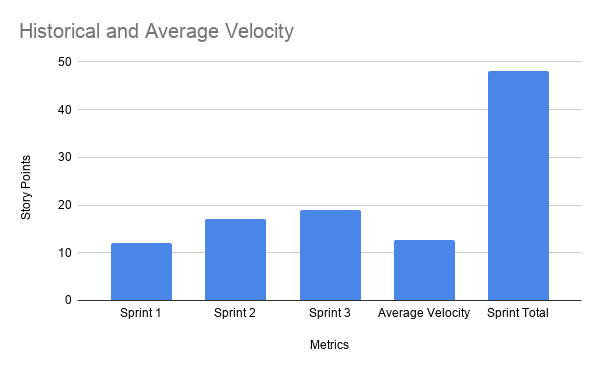 Historical and Average Velocity
50
40
30
20
10
0
Story Points
Sprint 1 Sprint 2 Sprint 3 Average Velocity Sprint Total
Metrics